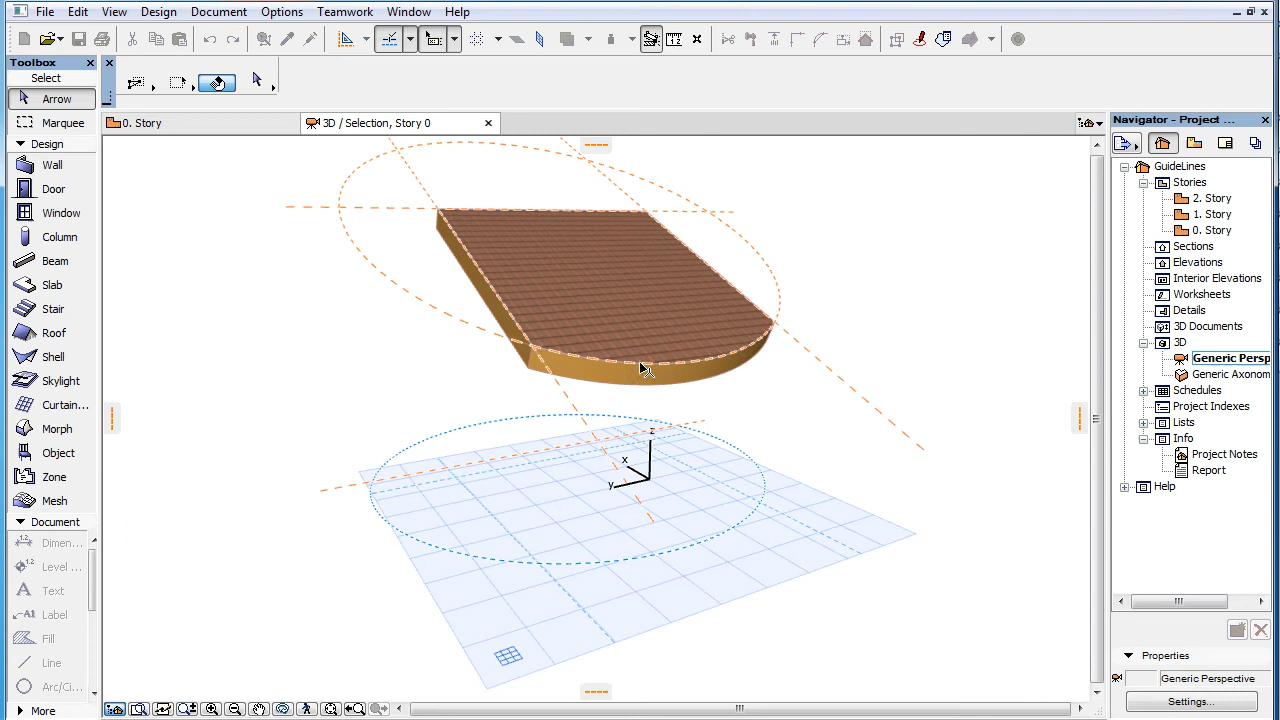 File Edit View Design Document Options Teamwork Window Help
Toolbox
Select
Arrow
Marquee
Design
Wall
Door
Window
Column
Beam
Slab
Stair
Roof
Shell
Skylight
Curtain...
Morph
Object
Zone
Mesh
Document
Dimen...
Level ...
Text
Label
Fill
Line
Arc/Ci...
More
0. Story
3D / Selection, Story 0
z
x
y
Navigator - Project ...
GuideLines
Stories
2. Story
1. Story
0. Story
Sections
Elevations
Interior Elevations
Worksheets
Details
3D Documents
3D
Generic Persp
Generic Axonom
Schedules
Project Indexes
Lists
Info
Project Notes
Report
Help
Properties
Generic Perspective
Settings...